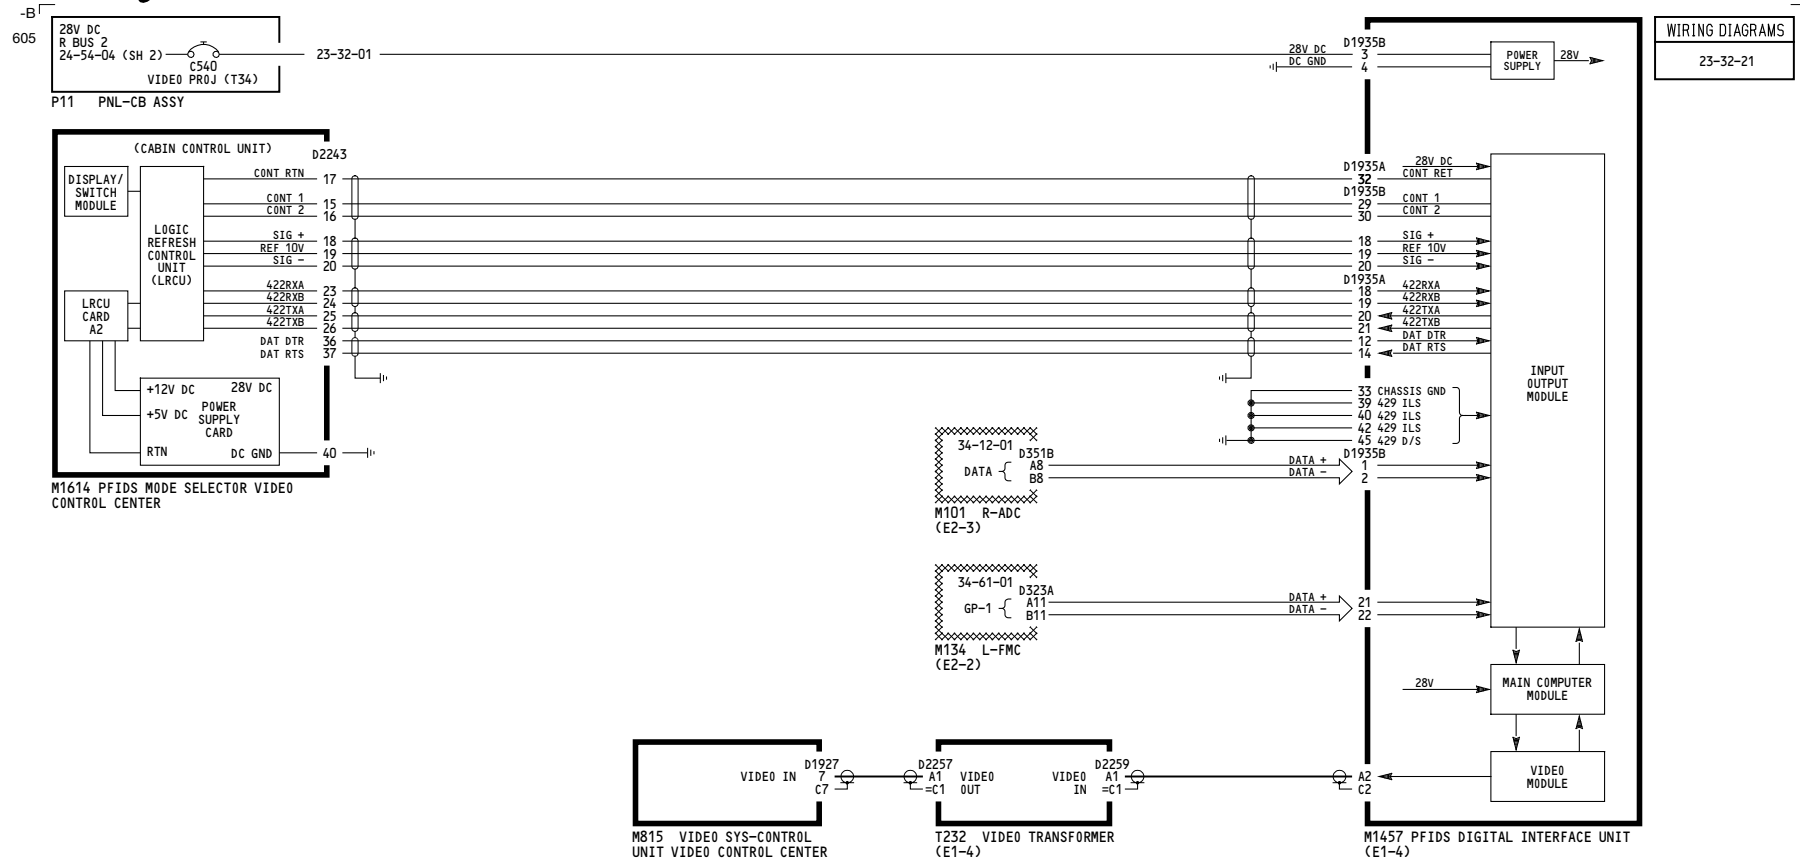 -B
605
28V DC
R BUS 2
24-54-04 (SH 2)
C540
VIDEO PROJ (T34)
P11 PNL-CB ASSY
23-32-01
28V DC
DC GND
D1935B
3
4
POWER
SUPPLY
28V
WIRING DIAGRAMS
23-32-21
(CABIN CONTROL UNIT)
D2243
DISPLAY/
SWITCH
MODULE
LOGIC
REFRESH
CONTROL
UNIT
(LRCU)
LRCU
CARD
A2
CONT RTN 17
CONT 1 15
CONT 2 16
SIG + 18
REF 10V 19
SIG - 20
422RXA 23
422RXB 24
422TXA 25
422TXB 26
DAT DTR 36
DAT RTS 37
+12V DC
28V DC
+5V DC
POWER
SUPPLY
CARD
RTN
DC GND 40
M1614 PFIDS MODE SELECTOR VIDEO
CONTROL CENTER
D1935A 28V DC
32 CONT RET
D1935B
29 CONT 1
30 CONT 2
18 SIG +
19 REF 10V
20 SIG -
D1935A
18 422RXA
19 422RXB
20 422TXA
21 422TXB
12 DAT DTR
14 DAT RTS
33 CHASSIS GND
39 429 ILS
40 429 ILS
42 429 ILS
45 429 D/S
D1935B
1
2
INPUT
OUTPUT
MODULE
34-12-01
D351B
DATA
A8
B8
DATA +
DATA -
M101 R-ADC
(E2-3)
34-61-01
D323A
GP-1
A11
B11
DATA +
DATA -
21
22
M134 L-FMC
(E2-2)
28V
MAIN COMPUTER
MODULE
VIDEO
MODULE
D1927
VIDEO IN 7
C7
D2257
A1 VIDEO
=C1 OUT
D2259
VIDEO A1
IN =C1
A2
C2
M815 VIDEO SYS-CONTROL
UNIT VIDEO CONTROL CENTER
T232 VIDEO TRANSFORMER
(E1-4)
M1457 PFIDS DIGITAL INTERFACE UNIT
(E1-4)